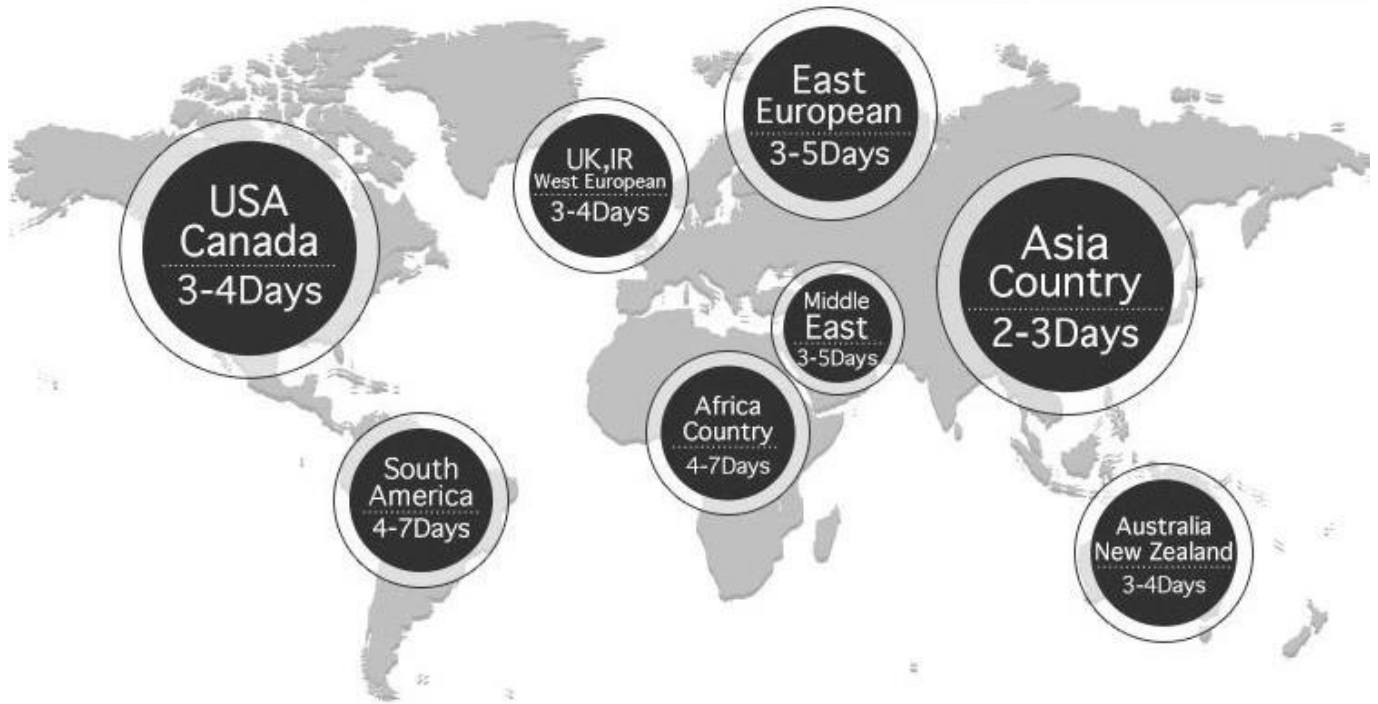 East
European
3-5Days
UK,IR
West European
3-4Days
USA
Canada
3-4Days
Asia
Country
2-3Days
Middle
East
3-5Days
Africa
Country
4-7Days
South
America
4-7Days
Australia
New Zealand
3-4Days